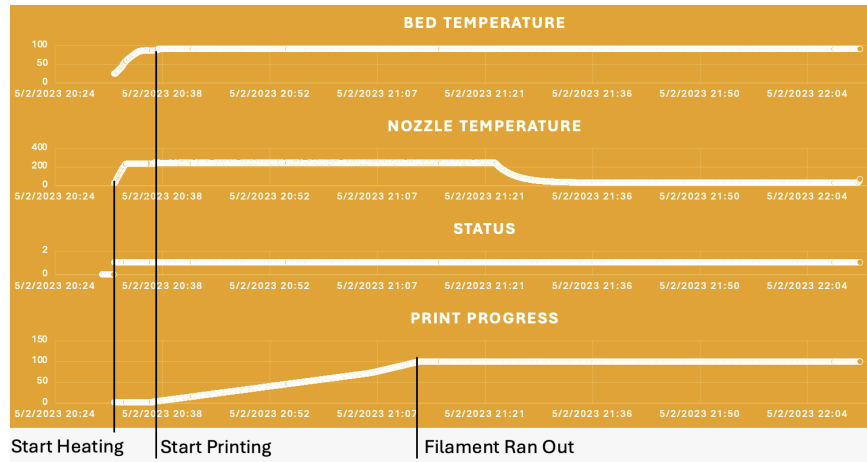 BED TEMPERATURE
100
50
0
5/2/2023 20:24 5/2/2023 20:38 5/2/2023 20:52 5/2/2023 21:07 5/2/2023 21:21 5/2/2023 21:36 5/2/2023 21:50 5/2/2023 22:04
NOZZLE TEMPERATURE
400
200
0
5/2/2023 20:24 5/2/2023 20:38 5/2/2023 20:52 5/2/2023 21:07 5/2/2023 21:21 5/2/2023 21:36 5/2/2023 21:50 5/2/2023 22:04
STATUS
2
0
5/2/2023 20:24 5/2/2023 20:38 5/2/2023 20:52 5/2/2023 21:07 5/2/2023 21:21 5/2/2023 21:36 5/2/2023 21:50 5/2/2023 22:04
PRINT PROGRESS
150
100
50
0
5/2/2023 20:24 5/2/2023 20:38 5/2/2023 20:52 5/2/2023 21:07 5/2/2023 21:21 5/2/2023 21:36 5/2/2023 21:50 5/2/2023 22:04
Start Heating Start Printing Filament Ran Out